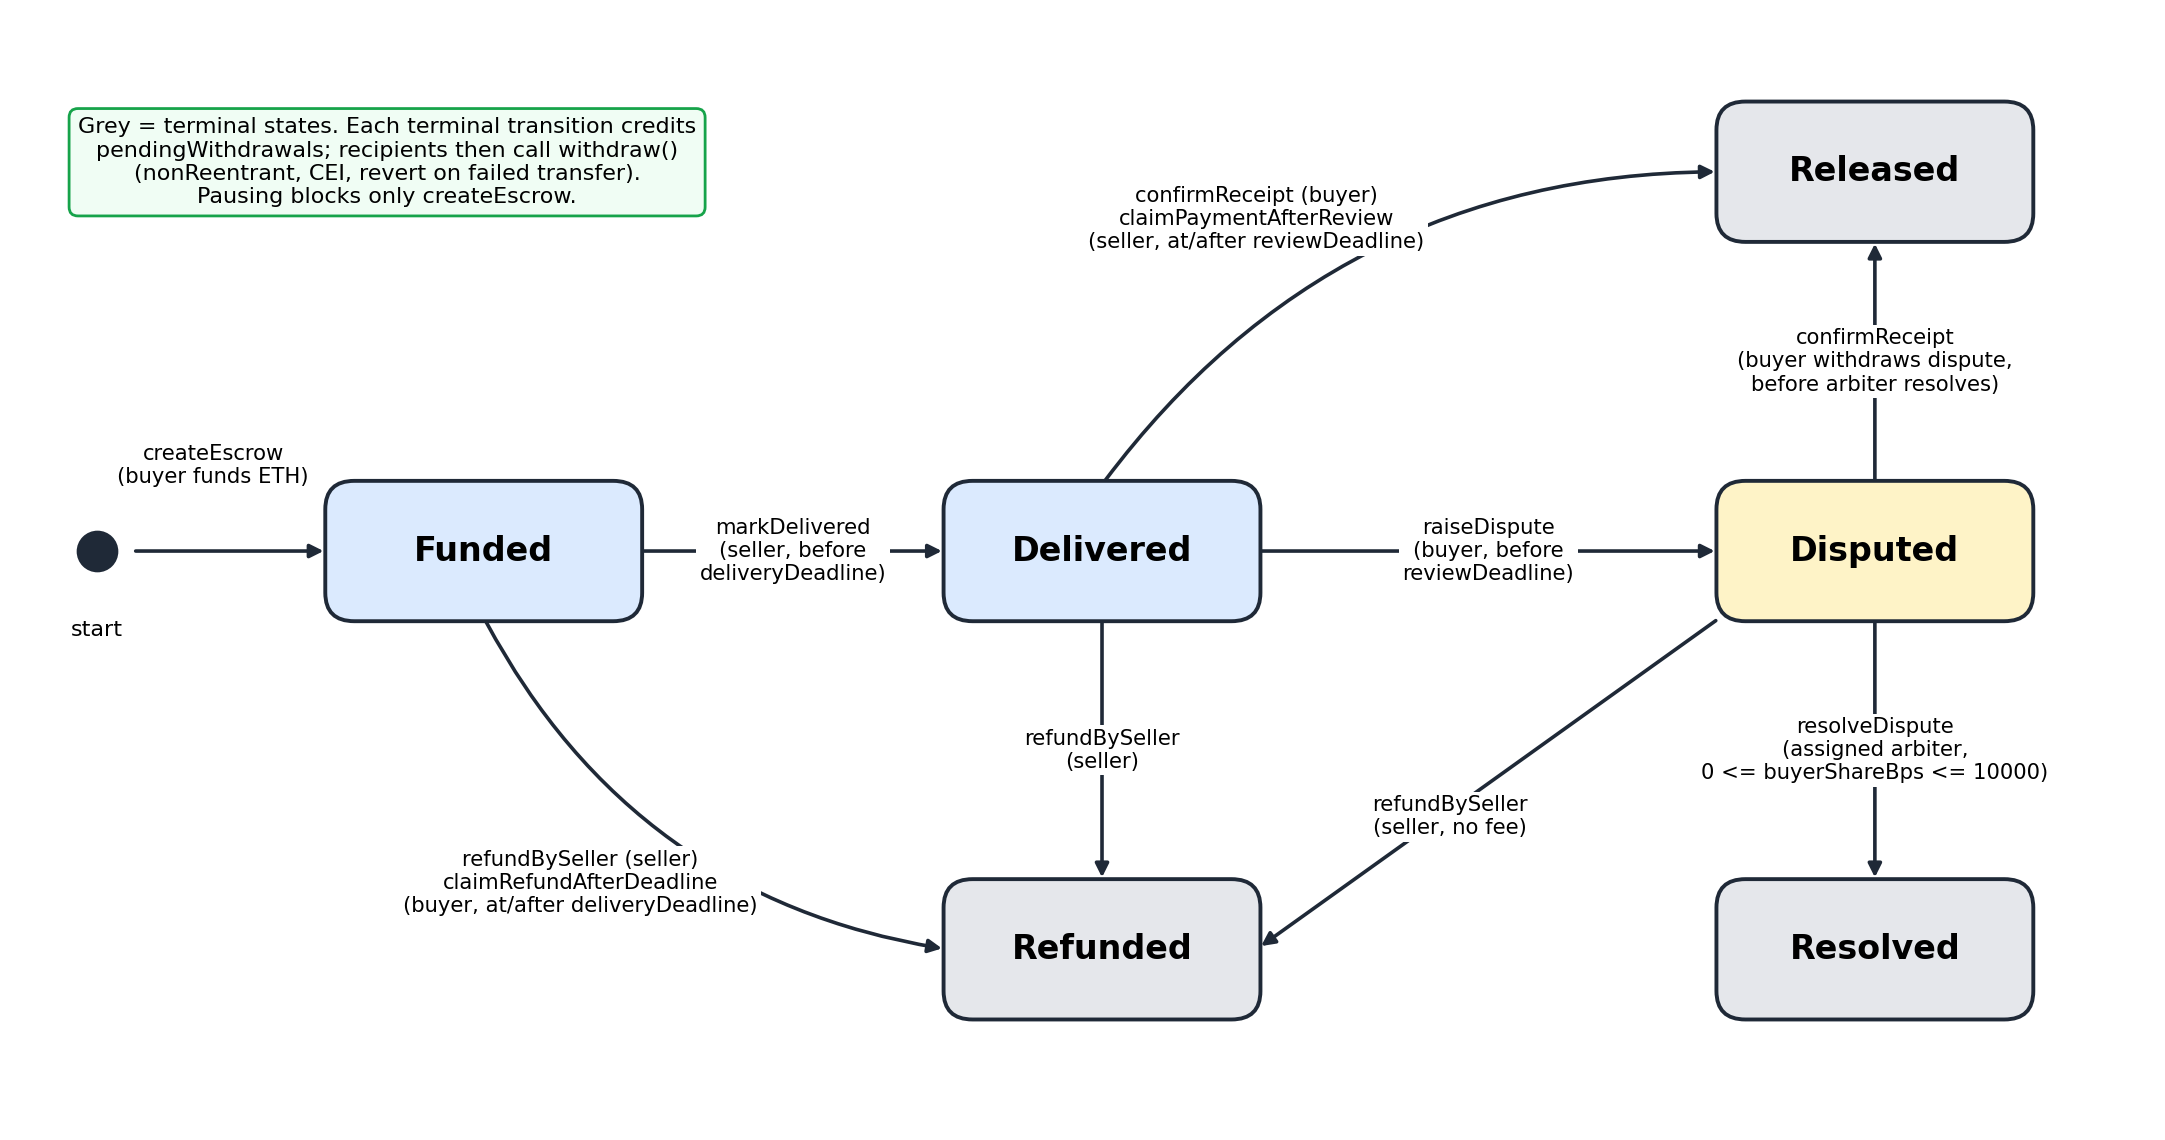 Grey = terminal states. Each terminal transition credits
pendingWithdrawals; recipients then call withdraw()
(nonReentrant, CEI, revert on failed transfer).
Pausing blocks only createEscrow.
Released
confirmReceipt (buyer)
claimPaymentAfterReview
(seller, at/after reviewDeadline)
confirmReceipt
(buyer withdraws dispute,
before arbiter resolves)
createEscrow
(buyer funds ETH)
start
Funded
markDelivered
(seller, before
deliveryDeadline)
Delivered
raiseDispute
(buyer, before
reviewDeadline)
Disputed
refundBySeller
(seller)
resolveDispute
(assigned arbiter,
0 <= buyerShareBps <= 10000)
refundBySeller
(seller, no fee)
refundBySeller (seller)
claimRefundAfterDeadline
(buyer, at/after deliveryDeadline)
Refunded
Resolved